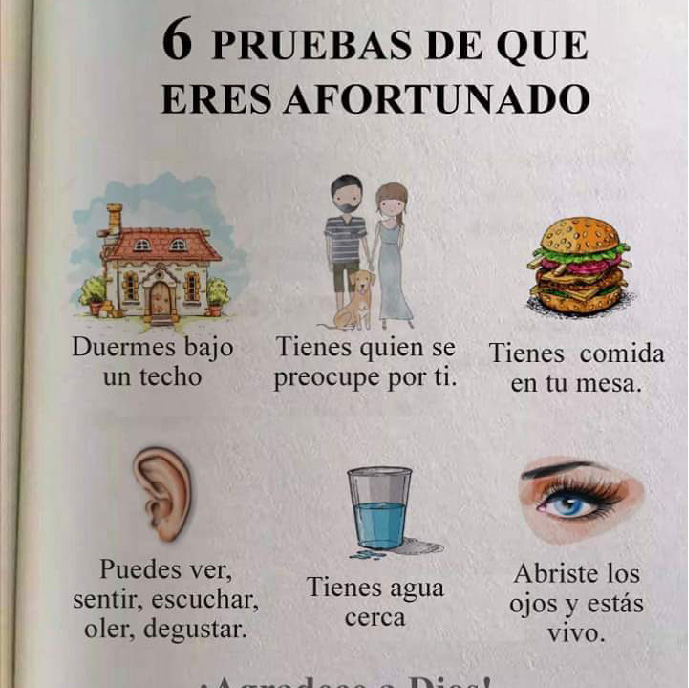 6 PRUEBAS DE QUE
ERES AFORTUNADO
Duermes bajo
un techo
Tienes quien se
preocupe por ti.
Tienes comida
en tu mesa.
Puedes ver,
sentir, escuchar,
oler, degustar.
Tienes agua
cerca
Abriste los
ojos y estás
vivo.
¡Agradece a Dios!